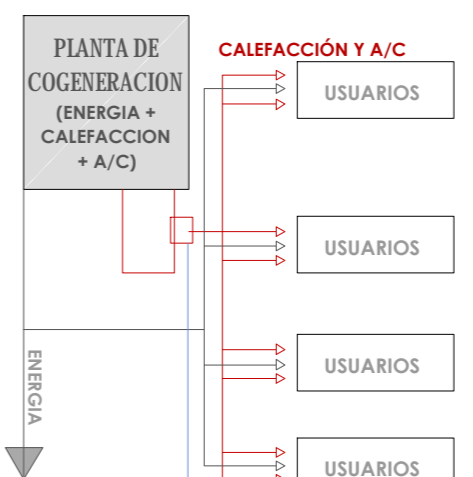 PLANTA DE
COGENERACION
(ENERGIA +
CALEFACCION
+ A/C)
CALEFACCIÓN Y A/C
USUARIOS
USUARIOS
USUARIOS
USUARIOS
ENERGIA